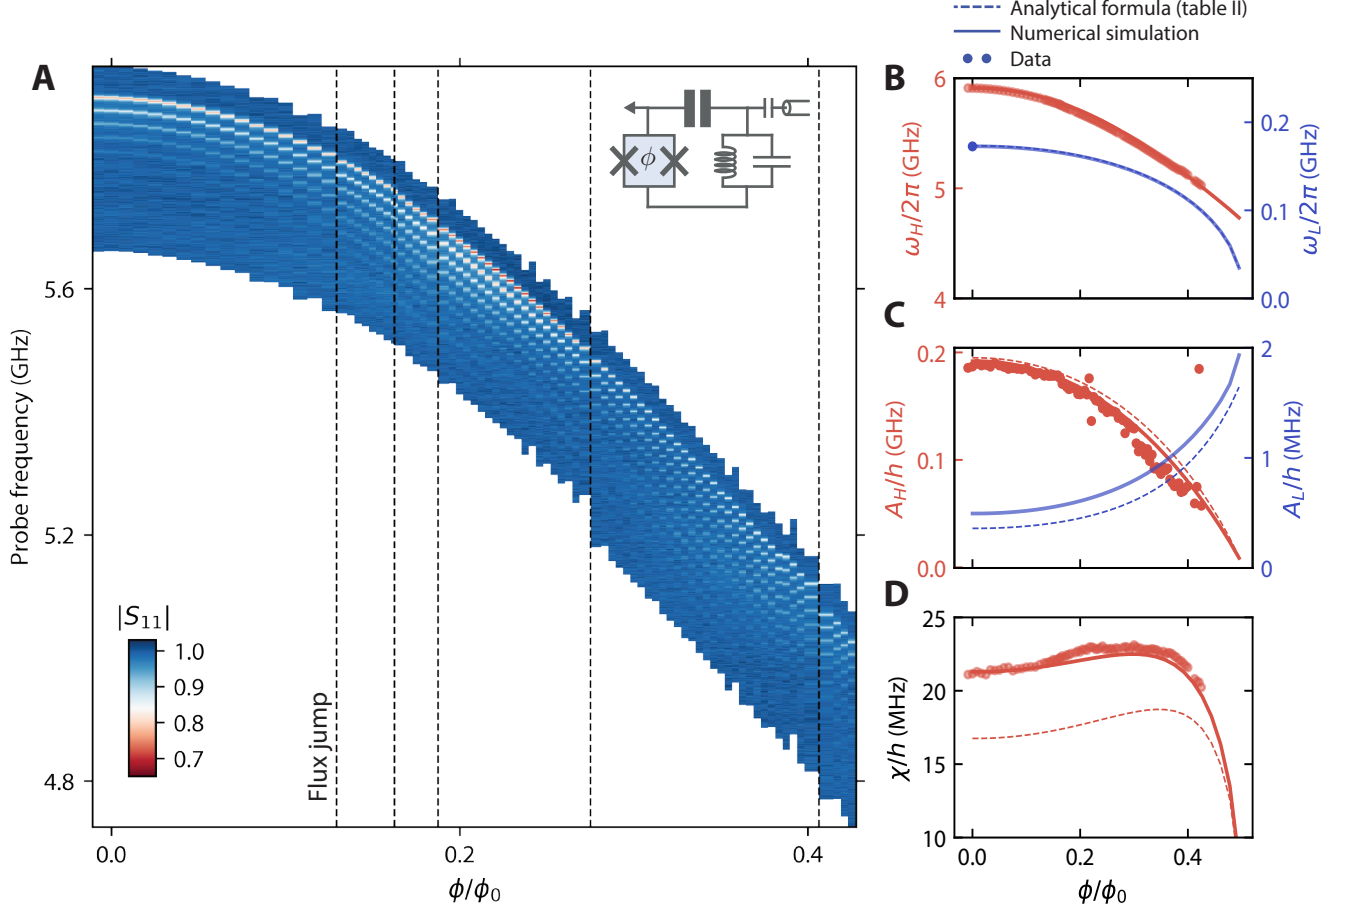 Analytical formula (table II)
Numerical simulation
Data
A
ϕ
Probe frequency (GHz)
5.6
5.2
4.8
|S₁₁|
1.0
0.9
0.8
0.7
Flux jump
0.0
0.2
0.4
ϕ/ϕ₀
B
6
5
4
ω_H/2π (GHz)
0.2
0.1
0.0
ω_L/2π (GHz)
C
0.2
0.1
0.0
A_H/h (GHz)
2
1
0
A_L/h (MHz)
D
25
20
15
10
χ/h (MHz)
0.0
0.2
0.4
ϕ/ϕ₀